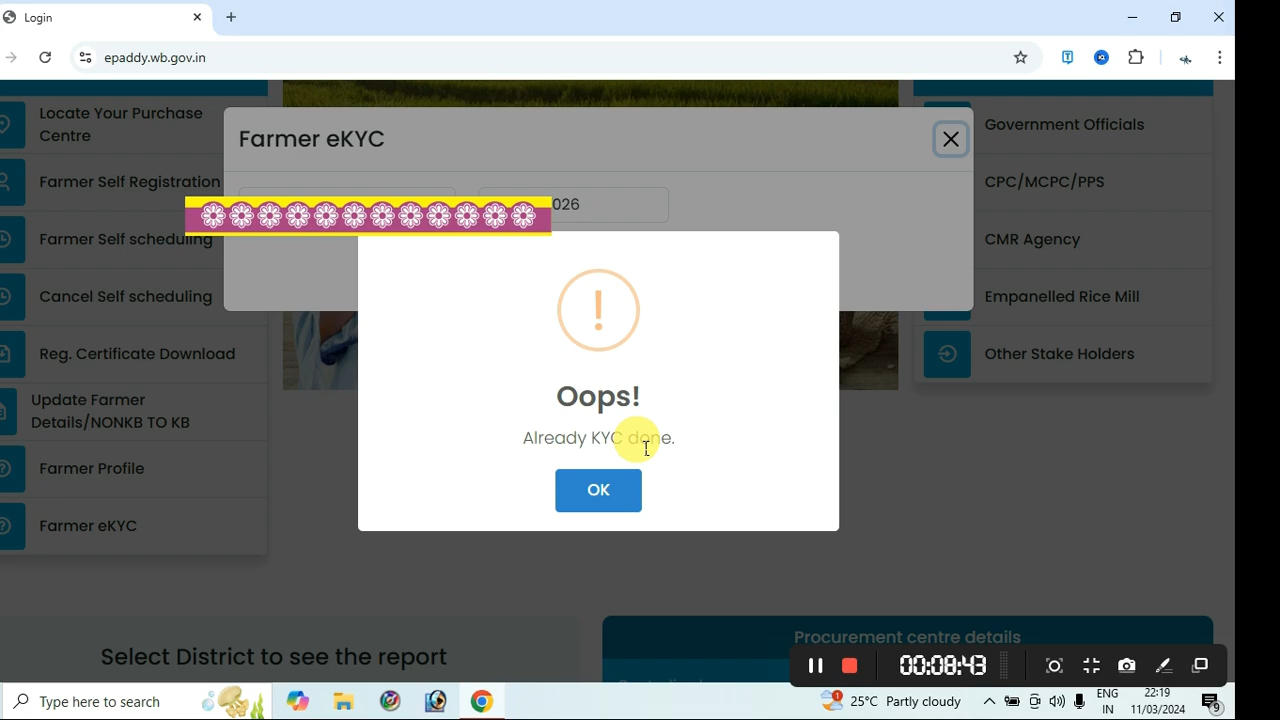 Login
epaddy.wb.gov.in
Locate Your Purchase
Centre
Farmer Self Registration
Farmer Self scheduling
Cancel Self scheduling
Reg. Certificate Download
Update Farmer
Details/NONKB TO KB
Farmer Profile
Farmer eKYC
Farmer eKYC
026
!
Oops!
Already KYC done.
OK
Government Officials
CPC/MCPC/PPS
CMR Agency
Empanelled Rice Mill
Other Stake Holders
Select District to see the report
Procurement centre details
00:08:43
Type here to search
1
25°C Partly cloudy
ENG
IN
22:19
11/03/2024
9